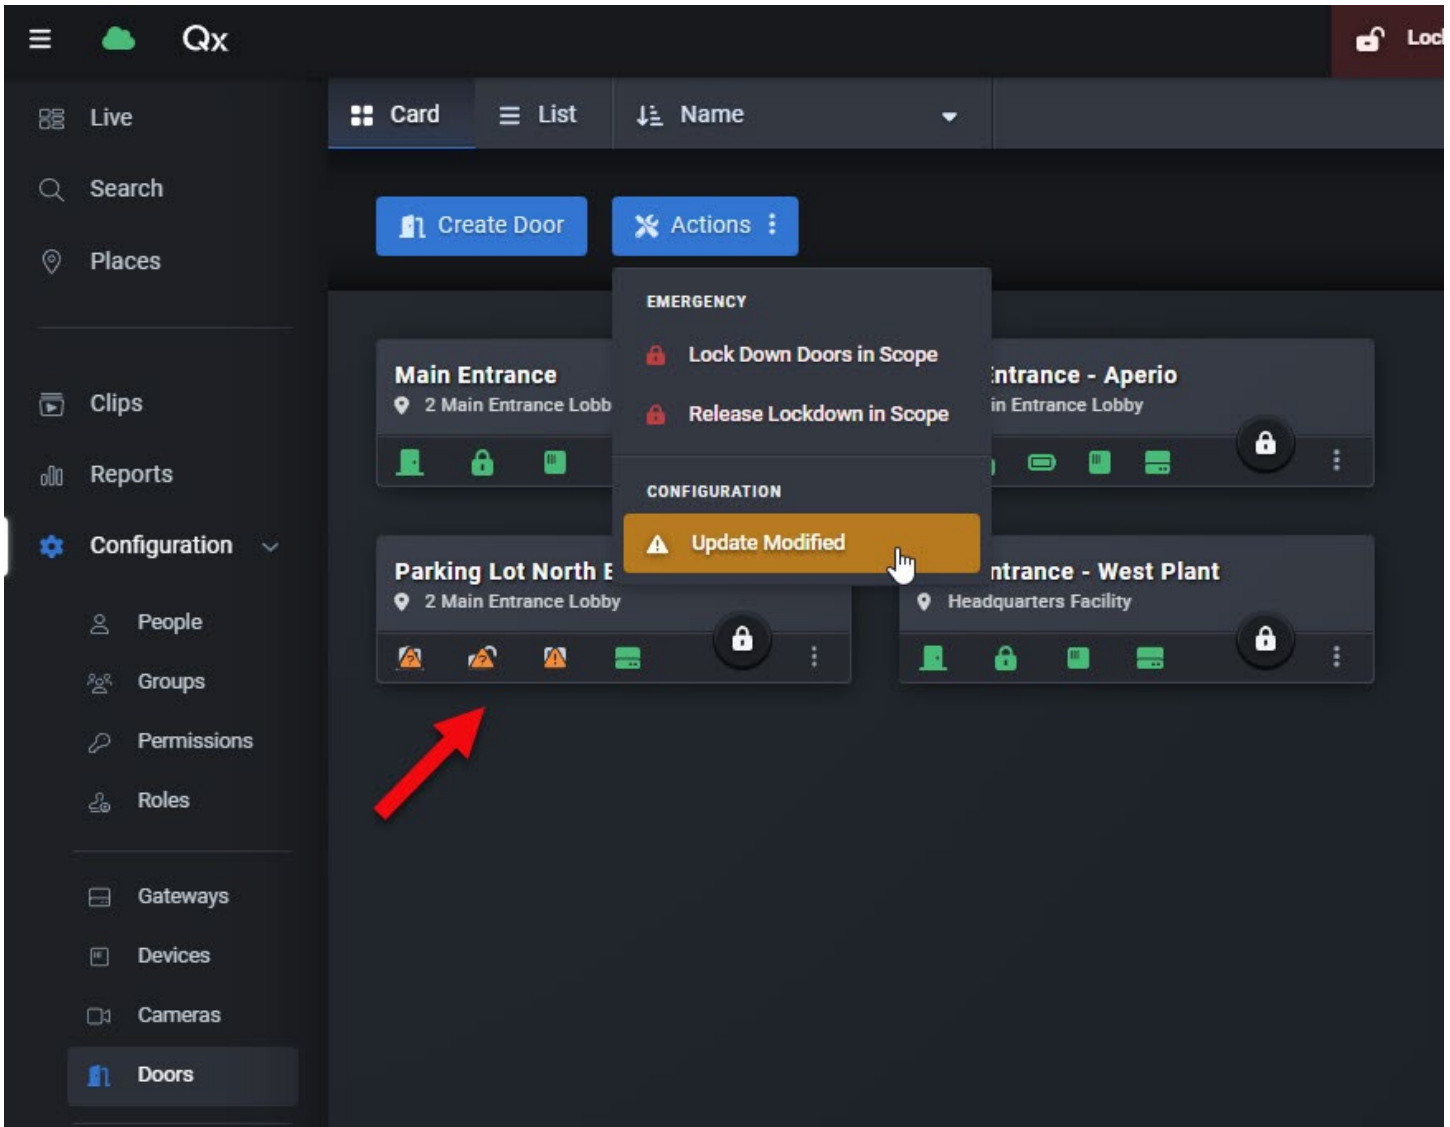 Qx
Live
Search
Places
Clips
Reports
Configuration
People
Groups
Permissions
Roles
Gateways
Devices
Cameras
Doors
Card
List
Name
Create Door
Actions
EMERGENCY
Lock Down Doors in Scope
Release Lockdown in Scope
CONFIGURATION
Update Modified
Main Entrance
2 Main Entrance Lobb
ntrance - Aperio
in Entrance Lobby
Parking Lot North E
2 Main Entrance Lobby
ntrance - West Plant
Headquarters Facility